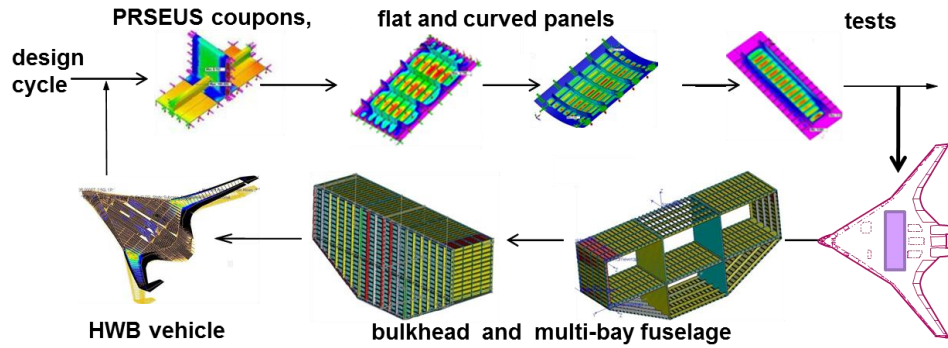 PRSEUS coupons,
flat and curved panels
tests
design
cycle
HWB vehicle
bulkhead and multi-bay fuselage